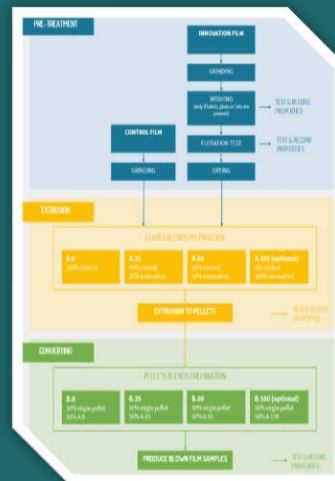 PRE-TREATMENT
INNOVATION FILM
GRINDING
WASHING
(only if labels, glue or inks are
present)
TEST & RECORD
PROPERTIES
CONTROL FILM
FLOTATION TEST
TEST & RECORD
PROPERTIES
GRINDING
DRYING
EXTRUSION
FLAKES BLENDS PREPARATION
A.0
100% control
A.25
75% control
25% innovation
A.50
50% control
50% innovation
A.100 (optional)
0% control
100% innovation
EXTRUSION TO PELLETS
TEST & RECORD
PROPERTIES
CONVERTING
PELLETS BLENDS PREPARATION
B.0
50% virgin pellet
50% A.0
B.25
50% virgin pellet
50% A.25
B.50
50% virgin pellet
50% A.50
B.100 (optional)
50% virgin pellet
50% A.100
PRODUCE BLOWN FILM SAMPLES
TEST & RECORD
PROPERTIES